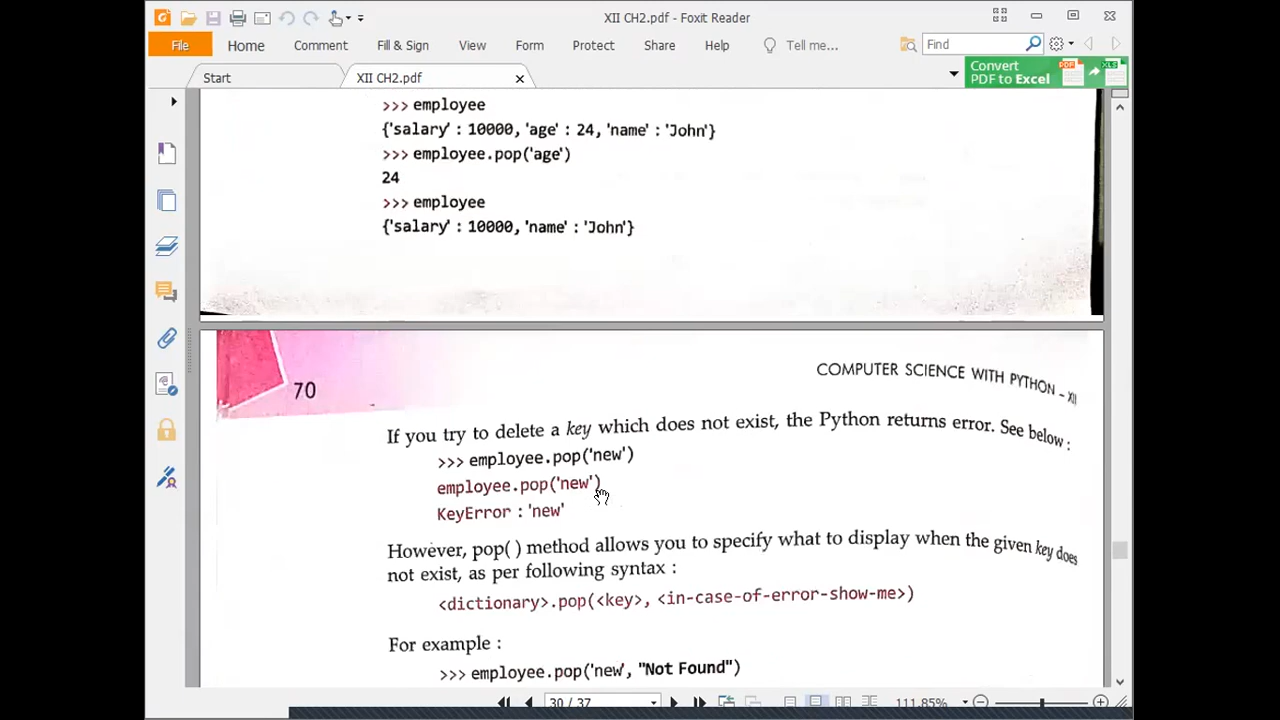 XII CH2.pdf - Foxit Reader
File Home Comment Fill & Sign View Form Protect Share Help Tell me... Find
Start XII CH2.pdf
Convert
PDF to Excel
>>> employee
{'salary' : 10000, 'age' : 24, 'name' : 'John'}
>>> employee.pop('age')
24
>>> employee
{'salary' : 10000, 'name' : 'John'}
70
COMPUTER SCIENCE WITH PYTHON – XII
If you try to delete a key which does not exist, the Python returns error. See below :
>>> employee.pop('new')
employee.pop('new')
KeyError : 'new'
However, pop( ) method allows you to specify what to display when the given key does
not exist, as per following syntax :
<dictionary>.pop(<key>, <in-case-of-error-show-me>)
For example :
>>> employee.pop('new', "Not Found")
30 / 37 111.85%